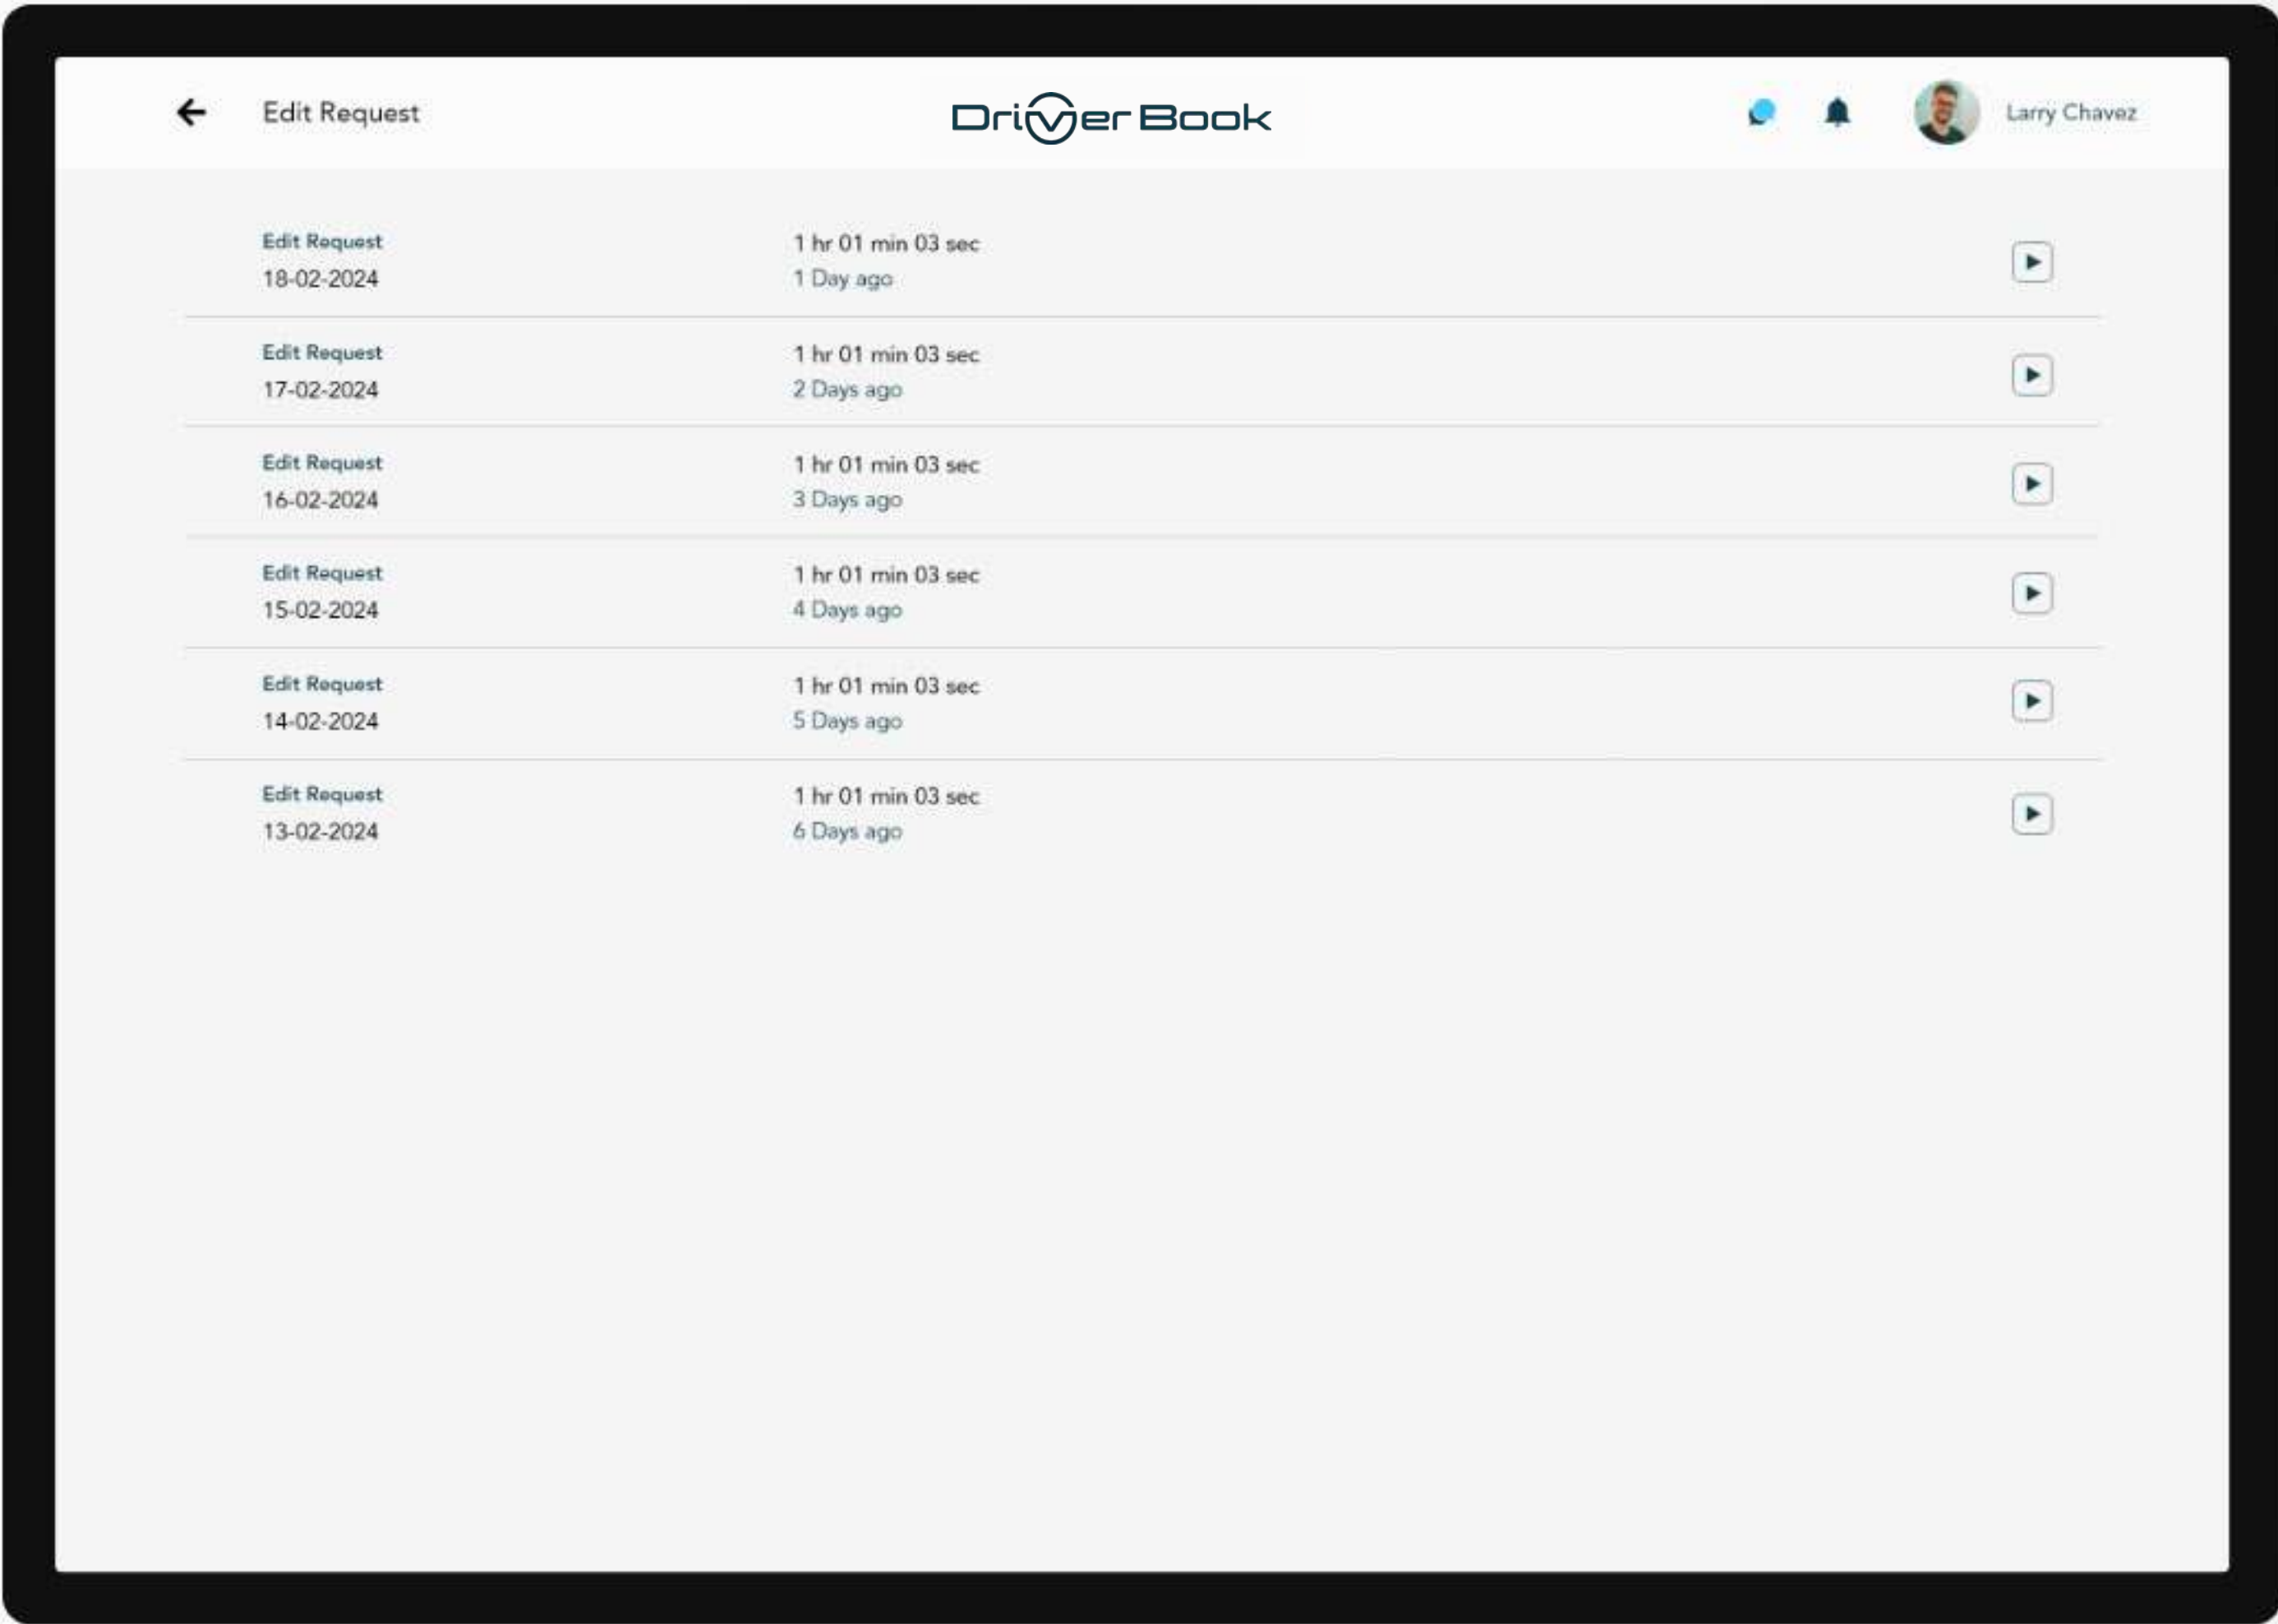 Edit Request
Driver Book
Larry Chavez
Edit Request
18-02-2024
1 hr 01 min 03 sec
1 Day ago
Edit Request
17-02-2024
1 hr 01 min 03 sec
2 Days ago
Edit Request
16-02-2024
1 hr 01 min 03 sec
3 Days ago
Edit Request
15-02-2024
1 hr 01 min 03 sec
4 Days ago
Edit Request
14-02-2024
1 hr 01 min 03 sec
5 Days ago
Edit Request
13-02-2024
1 hr 01 min 03 sec
6 Days ago